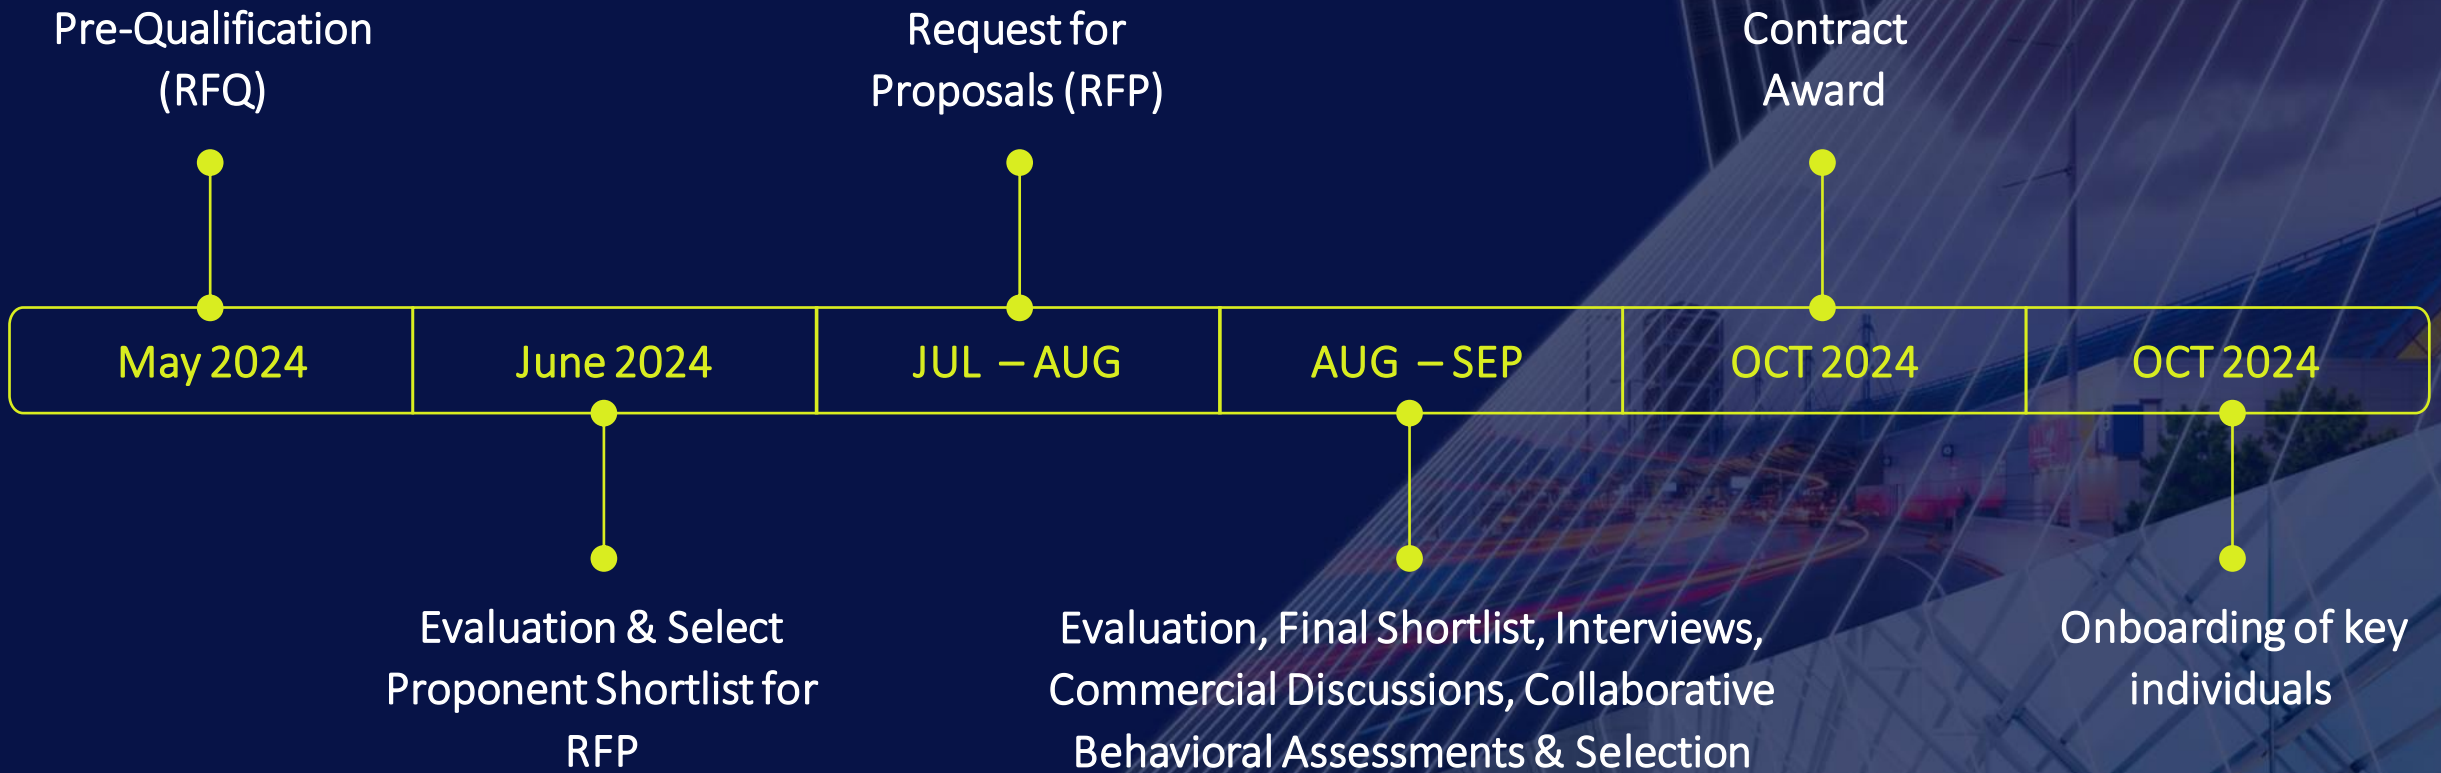 Pre-Qualification
(RFQ)
Request for
Proposals (RFP)
Contract
Award
May 2024
June 2024
JUL – AUG
AUG – SEP
OCT 2024
OCT 2024
Evaluation & Select
Proponent Shortlist for
RFP
Evaluation, Final Shortlist, Interviews,
Commercial Discussions, Collaborative
Behavioral Assessments & Selection
Onboarding of key
individuals